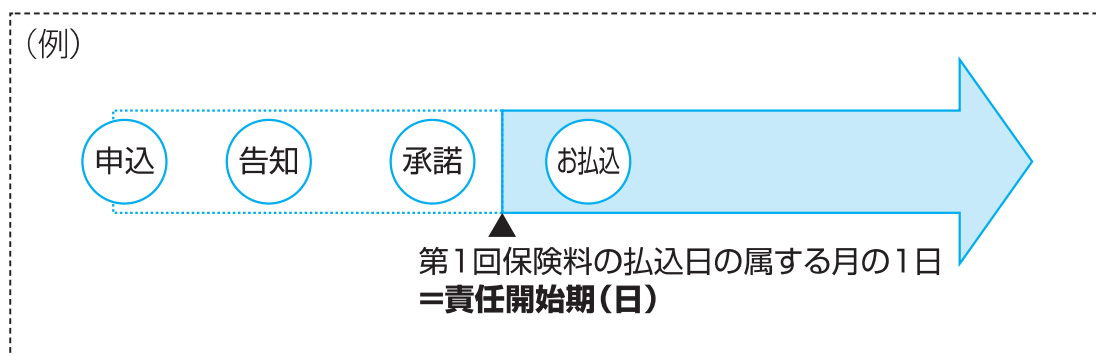 （例）
申込
告知
承諾
お払込
第1回保険料の払込日の属する月の1日
＝責任開始期（日）